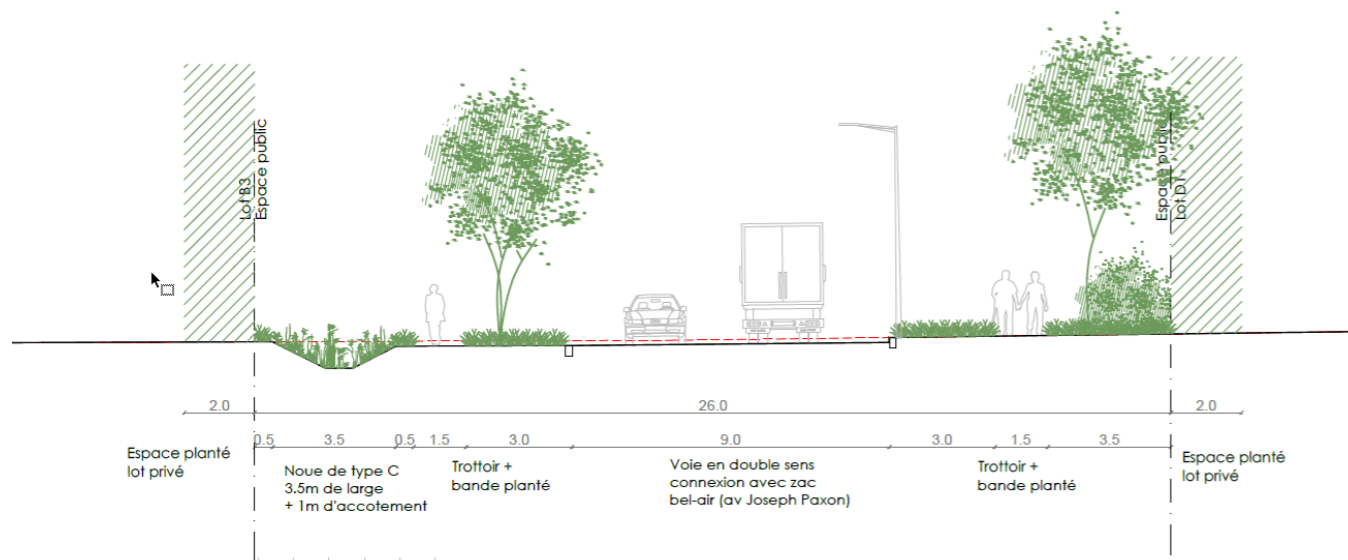 Lot B3
Espace public
Espace public
Lot D1
2.0
26.0
2.0
0.5
3.5
0.5
1.5
3.0
9.0
3.0
1.5
3.5
Espace planté
lot privé
Noue de type C
3.5m de large
+ 1m d'accotement
Trottoir +
bande planté
Voie en double sens
connexion avec zac
bel-air (av Joseph Paxon)
Trottoir +
bande planté
Espace planté
lot privé